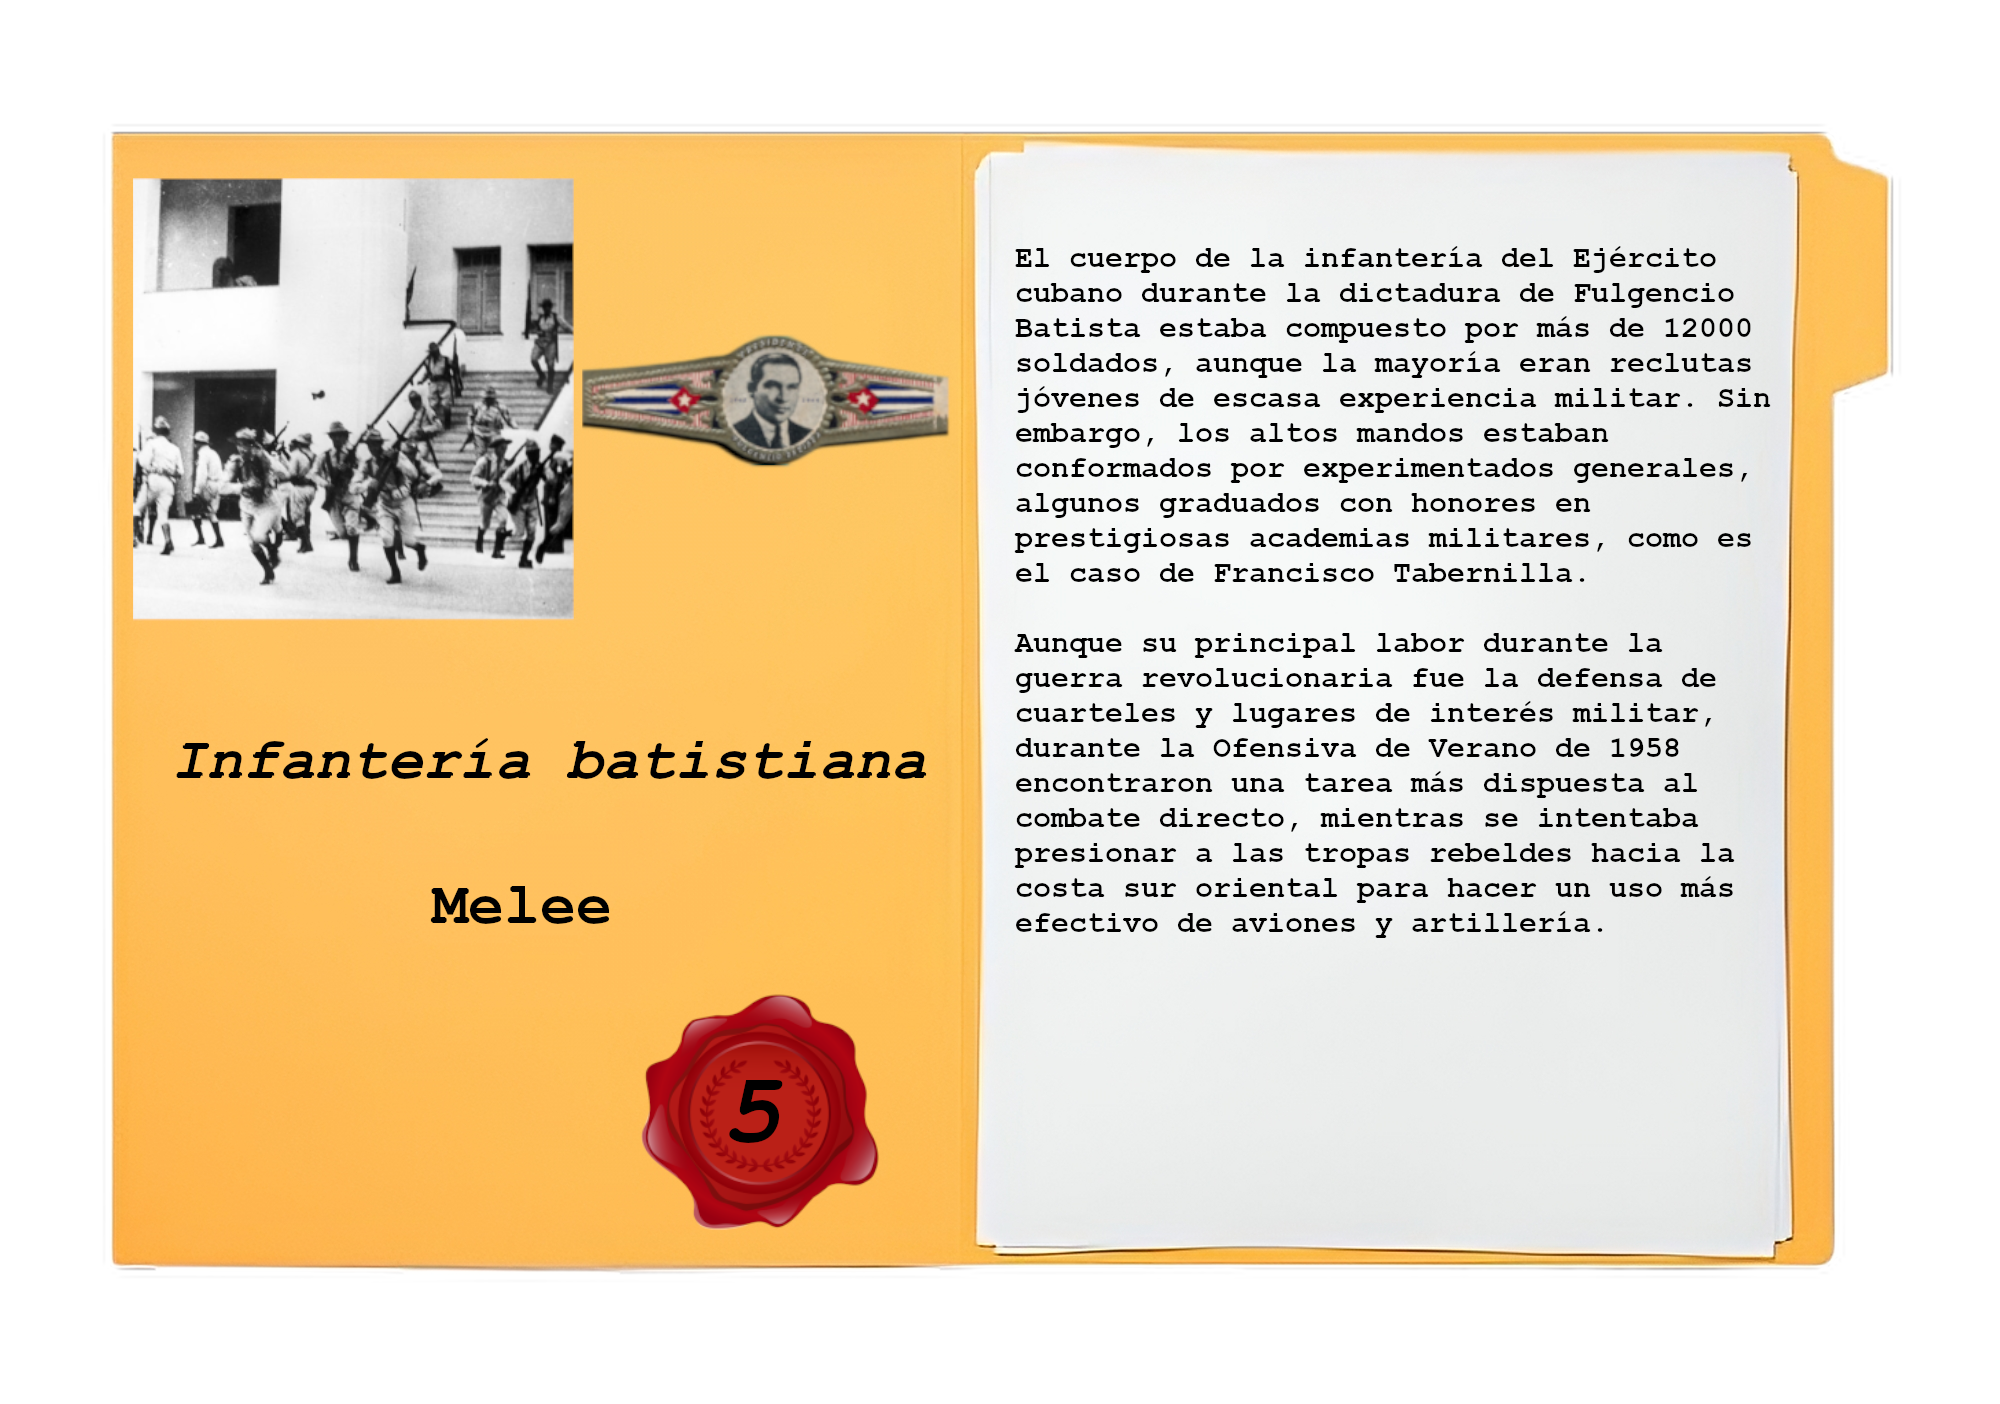 Infantería batistiana
Melee
5
El cuerpo de la infantería del Ejército
cubano durante la dictadura de Fulgencio
Batista estaba compuesto por más de 12000
soldados, aunque la mayoría eran reclutas
jóvenes de escasa experiencia militar. Sin
embargo, los altos mandos estaban
conformados por experimentados generales,
algunos graduados con honores en
prestigiosas academias militares, como es
el caso de Francisco Tabernilla.
Aunque su principal labor durante la
guerra revolucionaria fue la defensa de
cuarteles y lugares de interés militar,
durante la Ofensiva de Verano de 1958
encontraron una tarea más dispuesta al
combate directo, mientras se intentaba
presionar a las tropas rebeldes hacia la
costa sur oriental para hacer un uso más
efectivo de aviones y artillería.